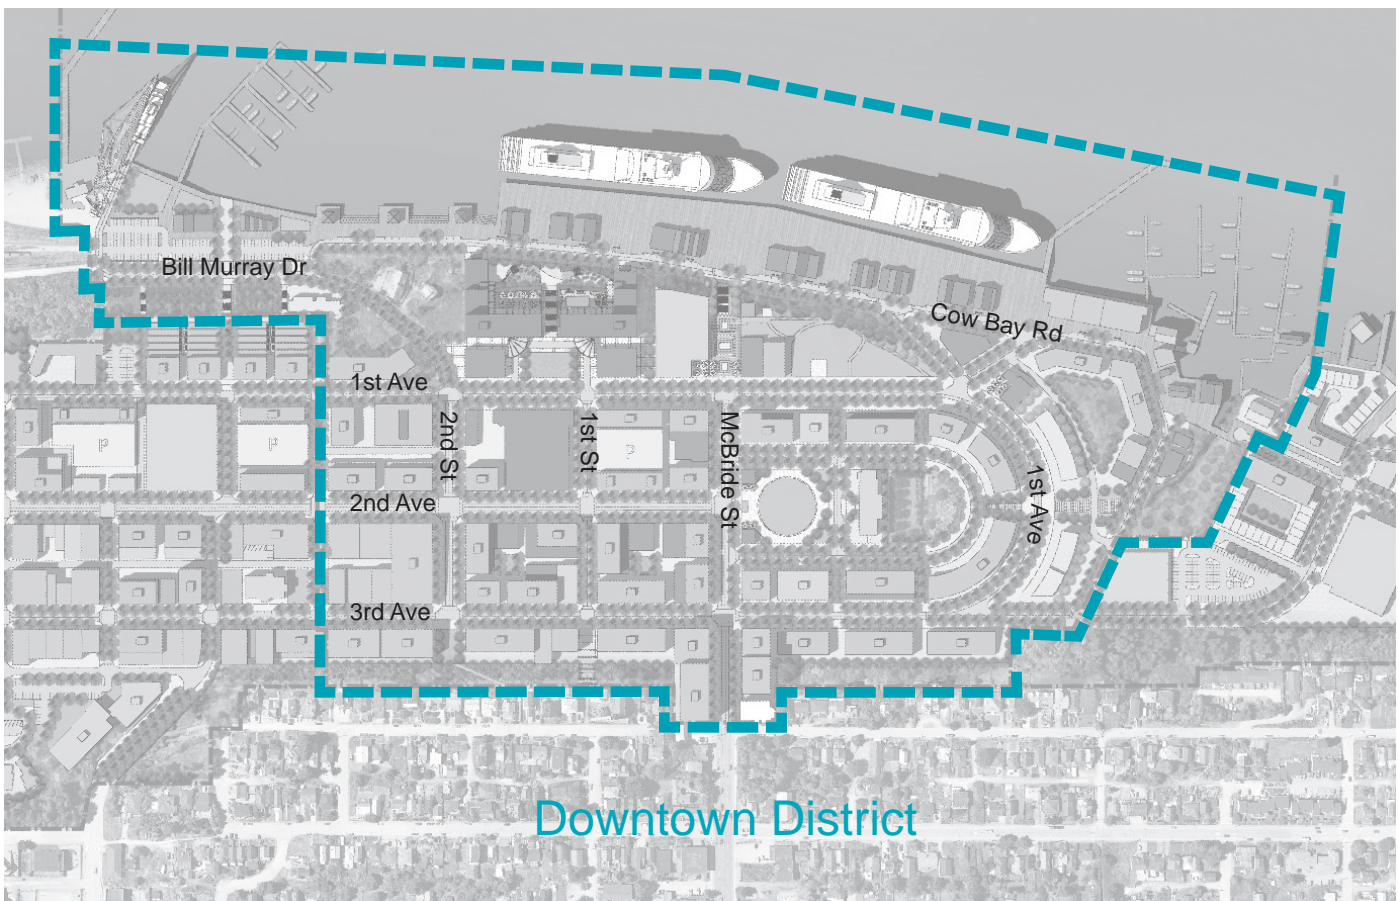 Bill Murray Dr
Cow Bay Rd
1st Ave
2nd St
1st St
McBride St
1st Ave
2nd Ave
3rd Ave
P
P
P
Downtown District